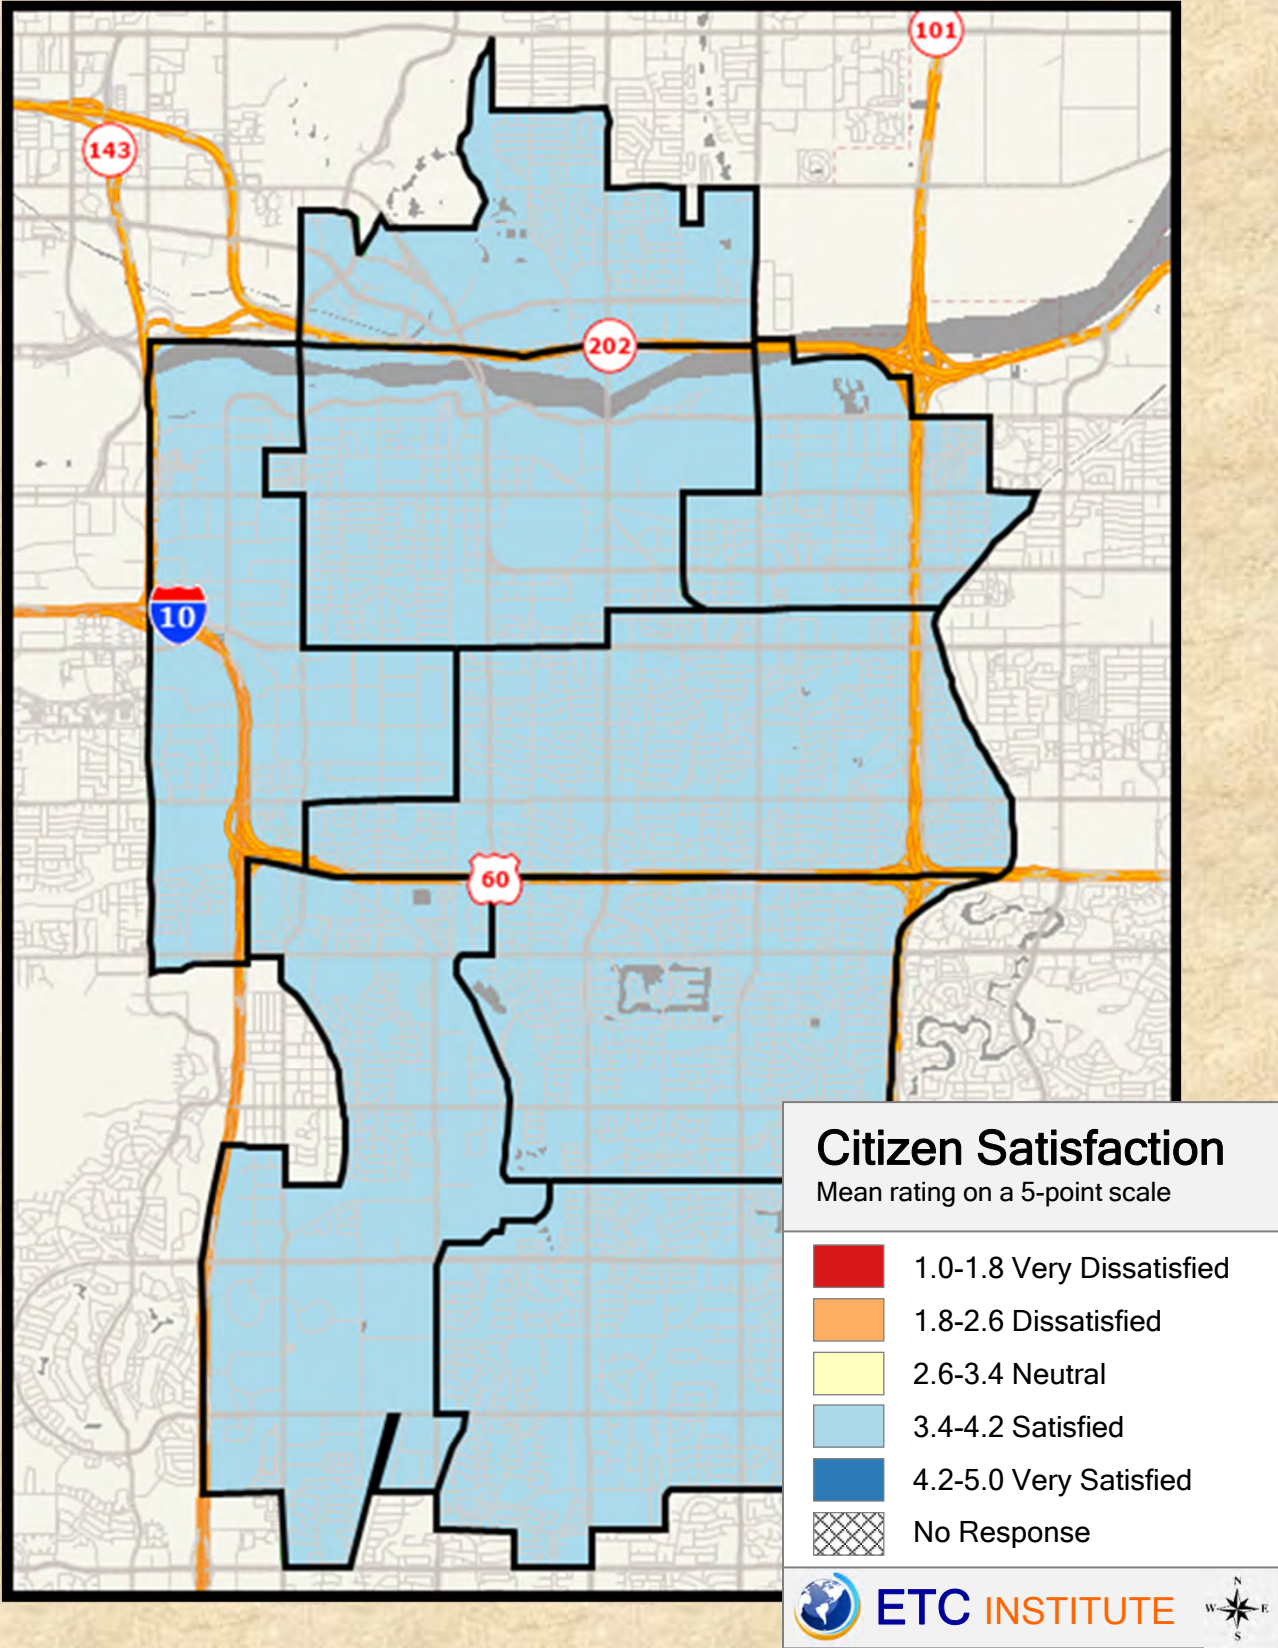 101
143
202
10
60
Citizen Satisfaction
Mean rating on a 5-point scale
1.0-1.8 Very Dissatisfied
1.8-2.6 Dissatisfied
2.6-3.4 Neutral
3.4-4.2 Satisfied
4.2-5.0 Very Satisfied
No Response
ETC INSTITUTE
N
W E
S